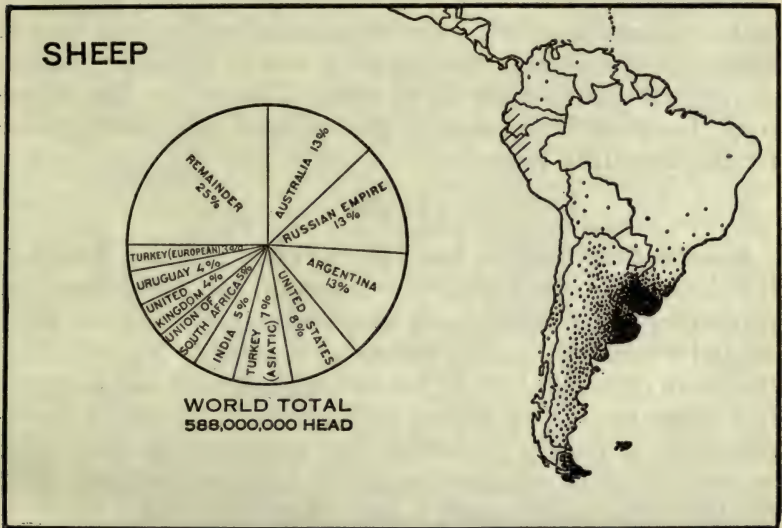 SHEEP
AUSTRALIA 13%
RUSSIAN EMPIRE
13%
ARGENTINA
13%
UNITED STATES
8%
TURKEY
(ASIATIC) 7%
INDIA 5%
UNION OF
SOUTH AFRICA 5%
UNITED
KINGDOM 4%
URUGUAY 4%
TURKEY (EUROPEAN)
REMAINDER
25%
WORLD TOTAL
588,000,000 HEAD